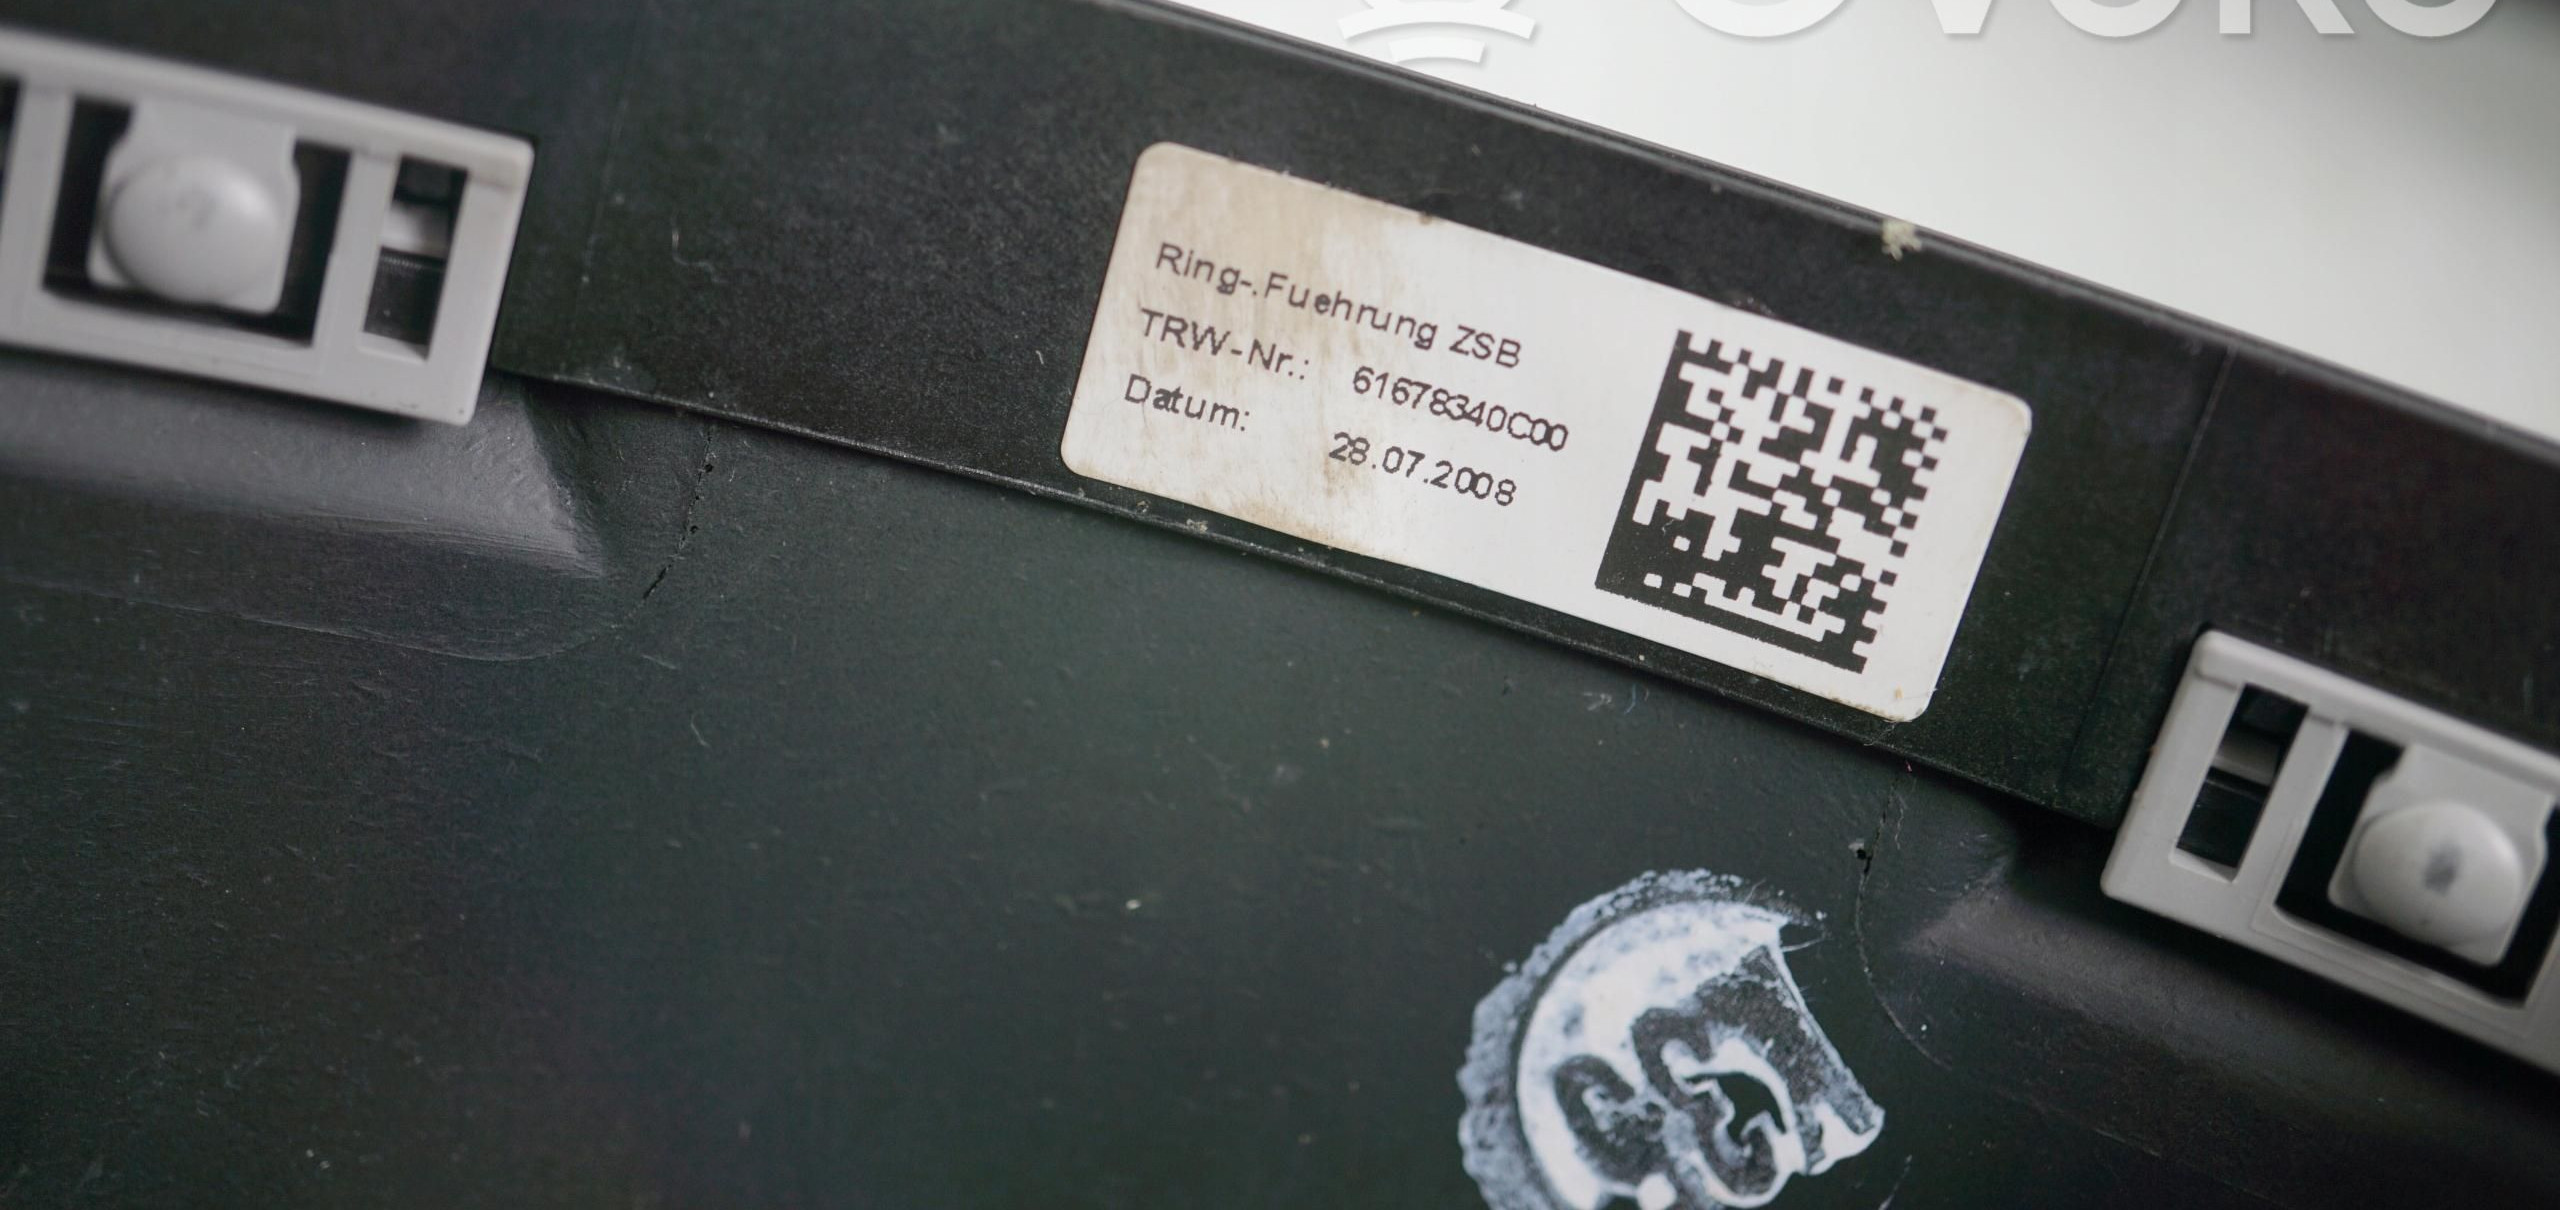 Ring-.Fuehrung ZSB
TRW-Nr.: 61678340C00
Datum: 28.07.2008